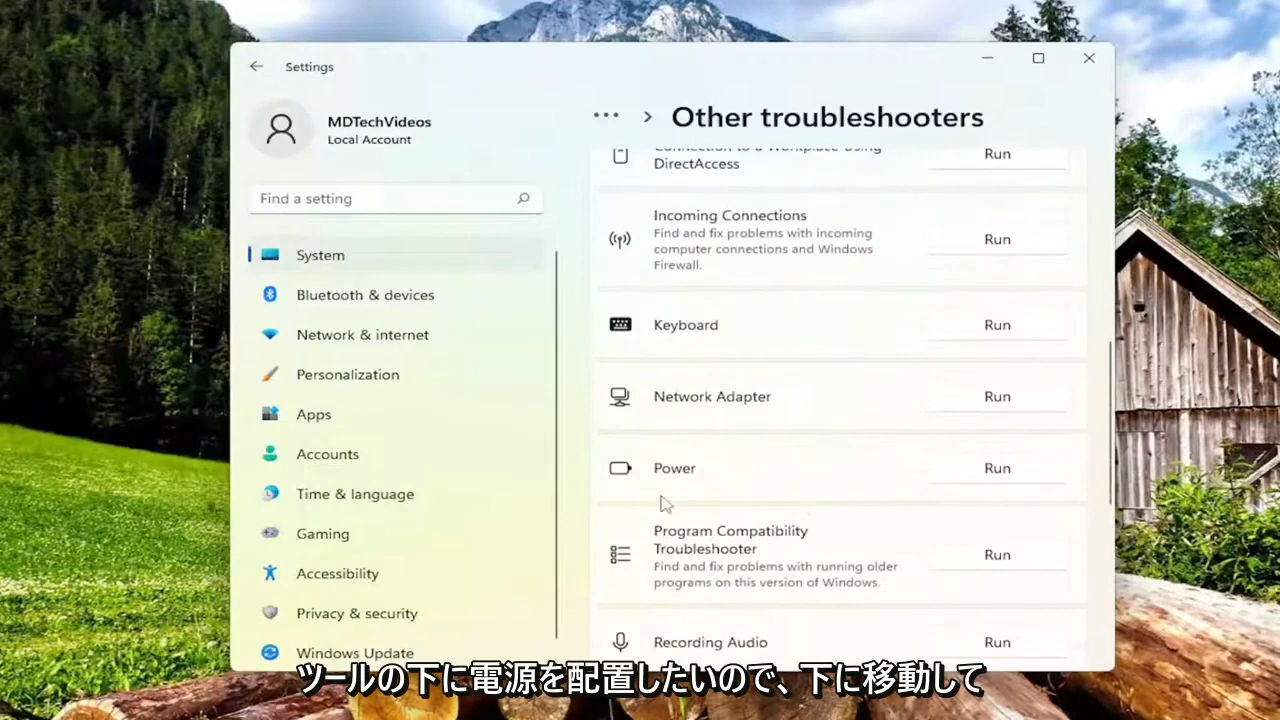 Settings
MDTechVideos
Local Account
Find a setting
System
Bluetooth & devices
Network & internet
Personalization
Apps
Accounts
Time & language
Gaming
Accessibility
Privacy & security
Windows Update
... > Other troubleshooters
Connection to a Workplace Using
DirectAccess
Run
Incoming Connections
Find and fix problems with incoming
computer connections and Windows
Firewall.
Run
Keyboard
Run
Network Adapter
Run
Power
Run
Program Compatibility
Troubleshooter
Find and fix problems with running older
programs on this version of Windows.
Run
Recording Audio
Run
ツールの下に電源を配置したいので、下に移動して